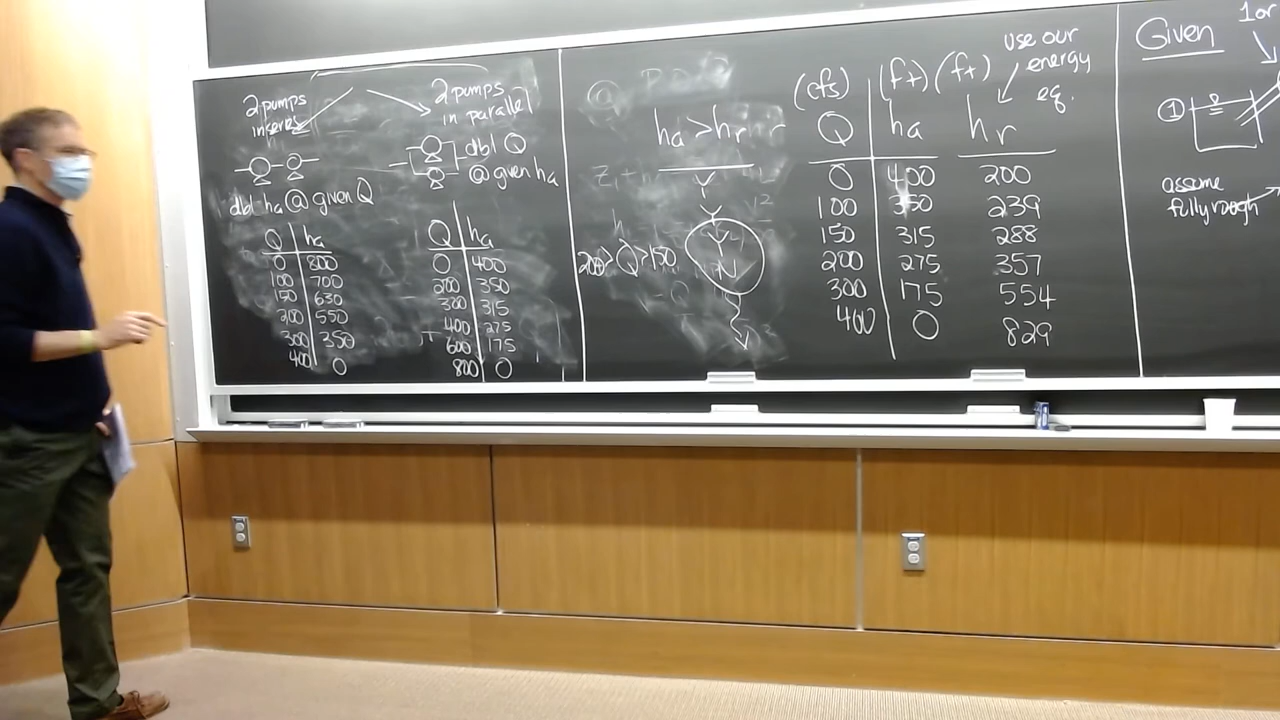 2 pumps
in series
dbl ha @ given Q
Q ha
0 800
100 700
150 630
200 550
300 350
400 0
2 pumps
in parallel
dbl Q
@ given ha
Q ha
0 400
200 350
300 315
400 275
600 175
800 0
ha > hr
Y
Y
Y
N
200 > Q > 150
(cfs) (ft) (ft)
Q ha hr
0 400 200
100 350 239
150 315 288
200 275 357
300 175 554
400 0 829
use our
energy
eq.
Given
1 or
①
assume
fully rough